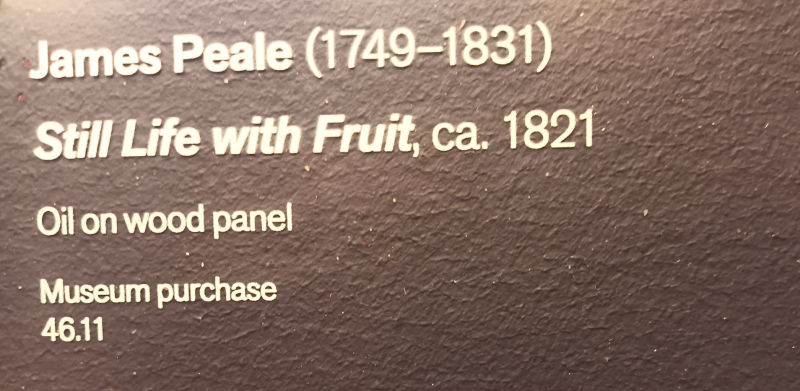 James Peale (1749–1831)
Still Life with Fruit, ca. 1821
Oil on wood panel
Museum purchase
46.11